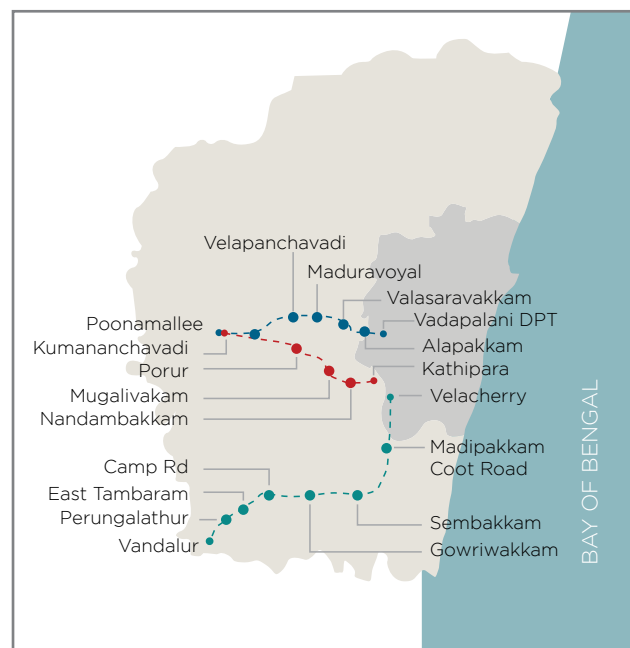 Velapanchavadi
Maduravoyal
Valasaravakkam
Poonamallee
Vadapalani DPT
Kumananchavadi
Alapakkam
Porur
Kathipara
Mugalivakam
Velacherry
Nandambakkam
Madipakkam
Coot Road
Camp Rd
East Tambaram
Perungalathur
Sembakkam
Vandalur
Gowriwakkam
BAY OF BENGAL